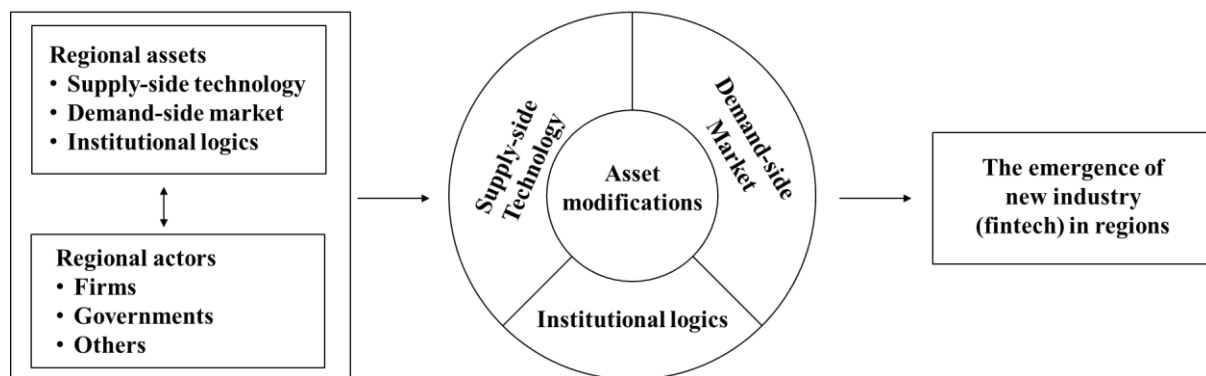 Regional assets
• Supply-side technology
• Demand-side market
• Institutional logics
Regional actors
• Firms
• Governments
• Others
Supply-side
Technology
Demand-side
Market
Asset
modifications
Institutional logics
The emergence of
new industry
(fintech) in regions